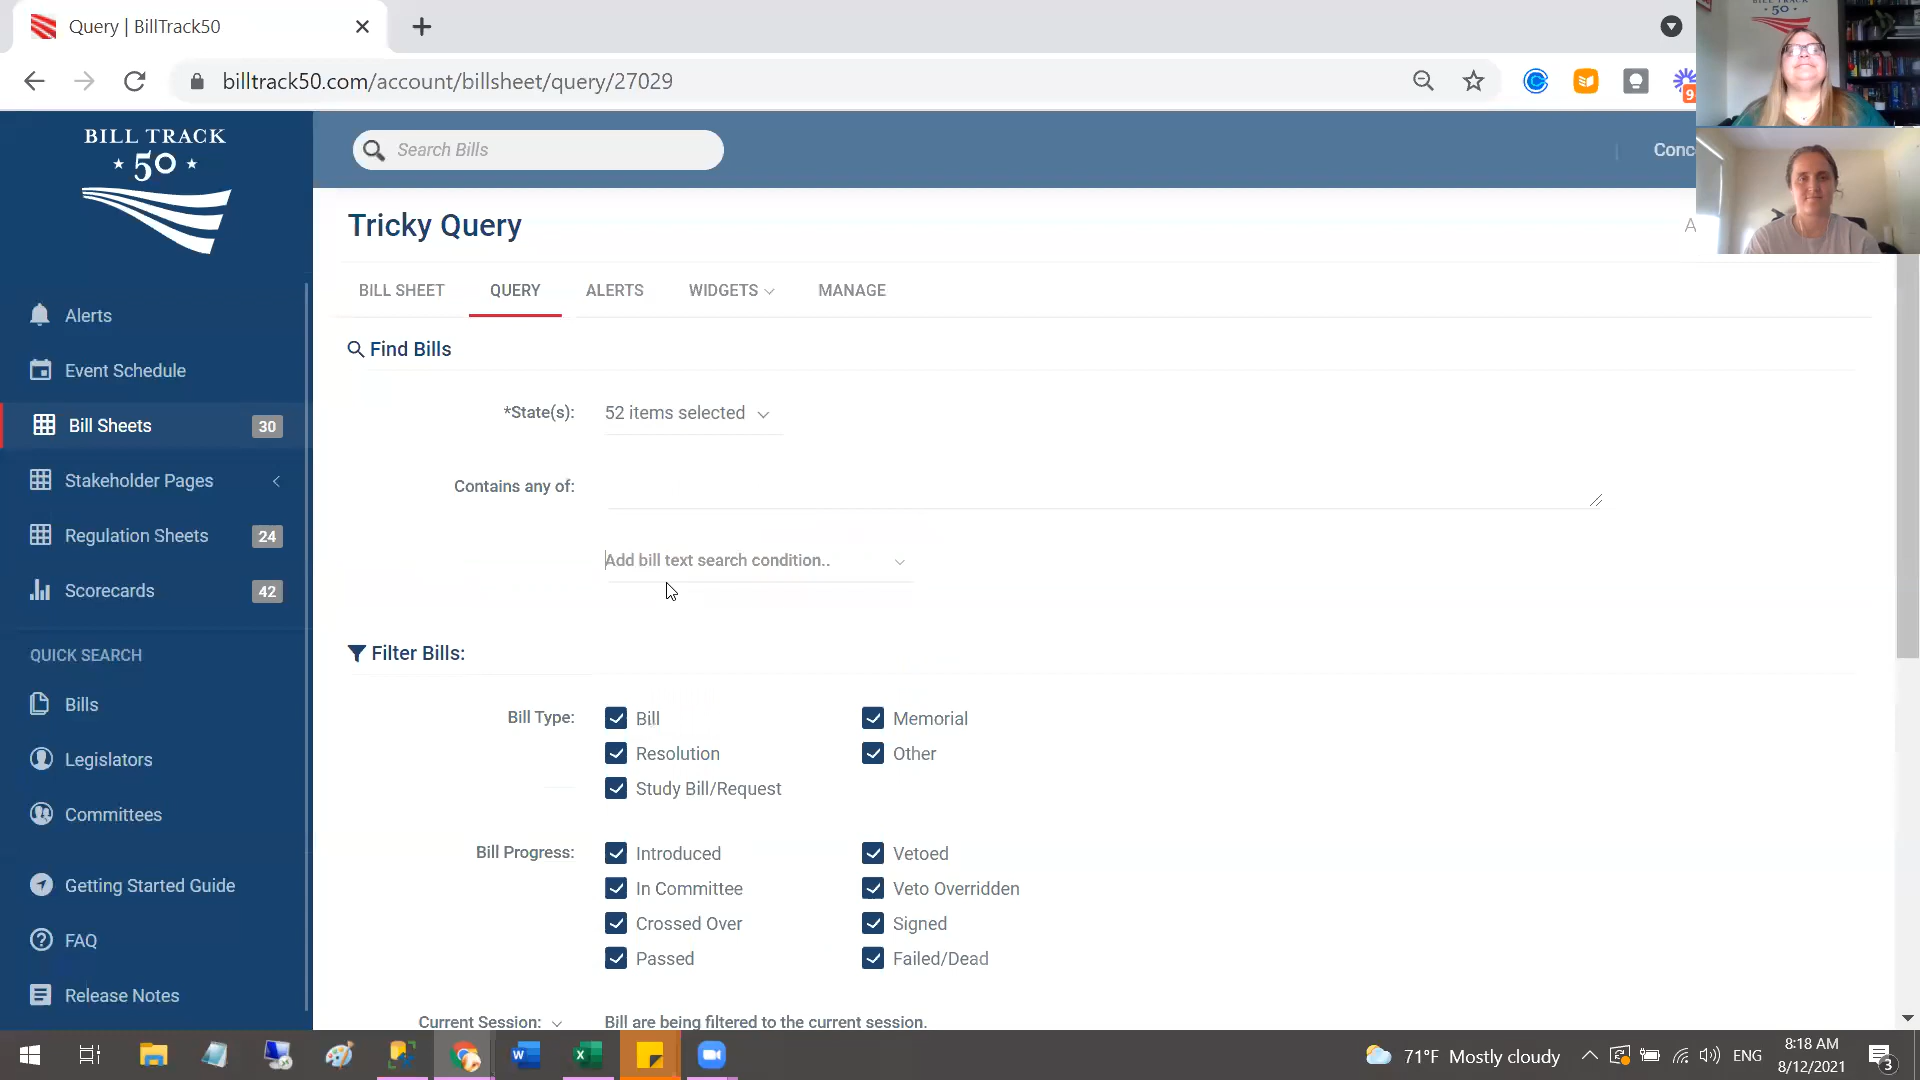 Query | BillTrack50
billtrack50.com/account/billsheet/query/27029
9
BILL TRACK
50
BILL TRACK
50
Search Bills
Conc
Tricky Query
A
BILL SHEET QUERY ALERTS WIDGETS MANAGE
Alerts
Event Schedule
Bill Sheets 30
Stakeholder Pages
Regulation Sheets 24
Scorecards 42
QUICK SEARCH
Bills
Legislators
Committees
Getting Started Guide
FAQ
Release Notes
Find Bills
*State(s): 52 items selected
Contains any of:
Add bill text search condition..
Filter Bills:
Bill Type: Bill Memorial
Resolution Other
Study Bill/Request
Bill Progress: Introduced Vetoed
In Committee Veto Overridden
Crossed Over Signed
Passed Failed/Dead
Current Session: Bill are being filtered to the current session.
71°F Mostly cloudy ENG
8:18 AM
8/12/2021
3